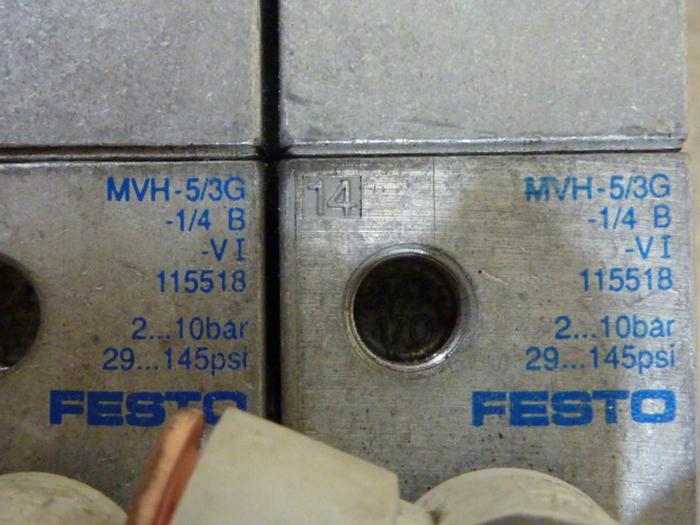 MVH-5/3G
-1/4 B
-VI
115518
2...10bar
29...145psi
FESTO
14
MVH-5/3G
-1/4 B
-VI
115518
2...10bar
29...145psi
FESTO